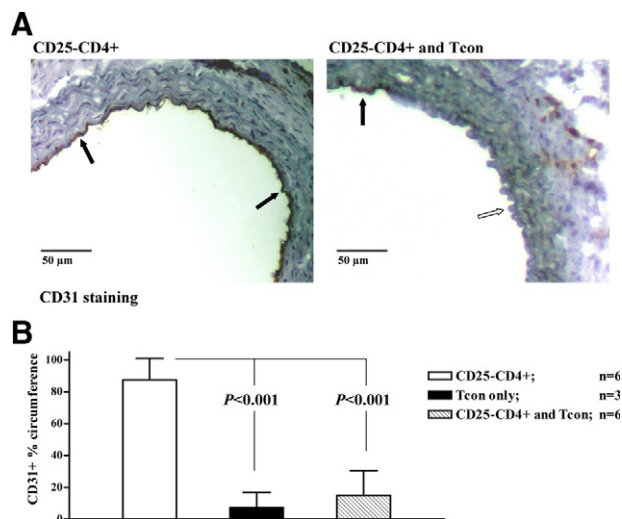 A
CD25-CD4+
CD25-CD4+ and Tcon
50 µm
50 µm
CD31 staining
B
CD31+ % circumference
100
80
60
40
20
0
P<0.001
P<0.001
CD25-CD4+; n=6
Tcon only; n=3
CD25-CD4+ and Tcon; n=6